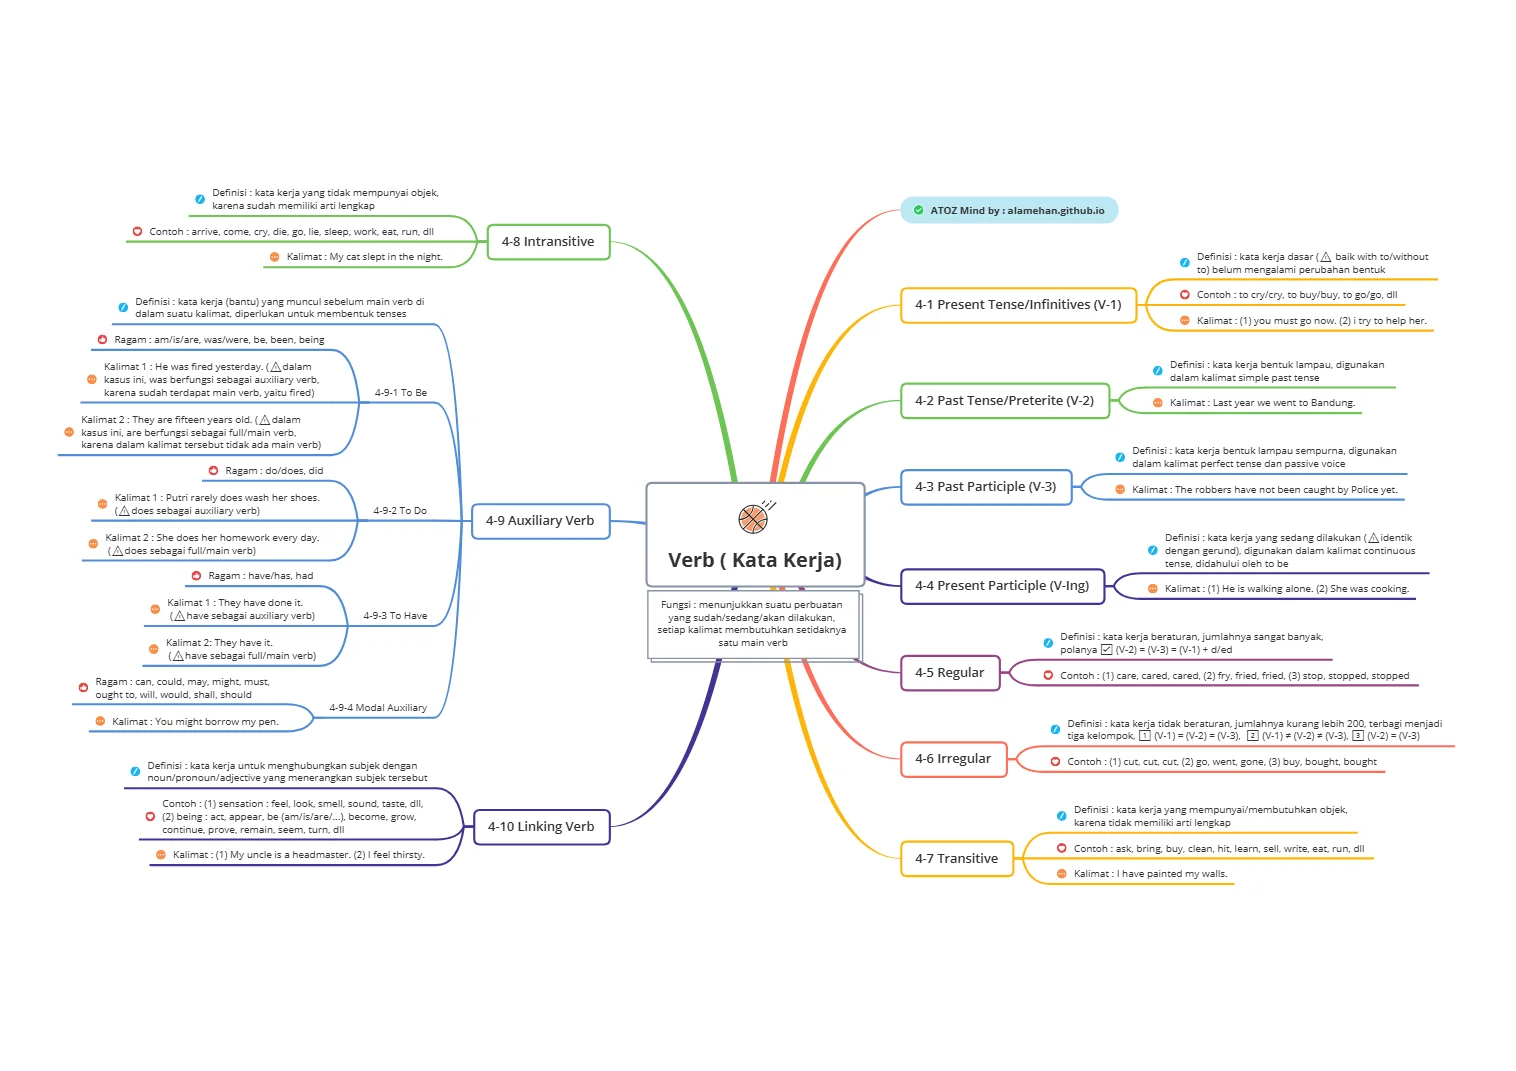 Verb ( Kata Kerja)
Fungsi : menunjukkan suatu perbuatan
yang sudah/sedang/akan dilakukan,
setiap kalimat membutuhkan setidaknya
satu main verb
ATOZ Mind by : alamehan.github.io
4-1 Present Tense/Infinitives (V-1)
Definisi : kata kerja dasar (⚠ baik with to/without
to) belum mengalami perubahan bentuk
Contoh : to cry/cry, to buy/buy, to go/go, dll
Kalimat : (1) you must go now. (2) i try to help her.
4-2 Past Tense/Preterite (V-2)
Definisi : kata kerja bentuk lampau, digunakan
dalam kalimat simple past tense
Kalimat : Last year we went to Bandung.
4-3 Past Participle (V-3)
Definisi : kata kerja bentuk lampau sempurna, digunakan
dalam kalimat perfect tense dan passive voice
Kalimat : The robbers have not been caught by Police yet.
4-4 Present Participle (V-Ing)
Definisi : kata kerja yang sedang dilakukan (⚠identik
dengan gerund), digunakan dalam kalimat continuous
tense, didahului oleh to be
Kalimat : (1) He is walking alone. (2) She was cooking.
4-5 Regular
Definisi : kata kerja beraturan, jumlahnya sangat banyak,
polanya ☑ (V-2) = (V-3) = (V-1) + d/ed
Contoh : (1) care, cared, cared, (2) fry, fried, fried, (3) stop, stopped, stopped
4-6 Irregular
Definisi : kata kerja tidak beraturan, jumlahnya kurang lebih 200, terbagi menjadi
tiga kelompok, 1 (V-1) = (V-2) = (V-3), 2 (V-1) ≠ (V-2) ≠ (V-3), 3 (V-2) = (V-3)
Contoh : (1) cut, cut, cut, (2) go, went, gone, (3) buy, bought, bought
4-7 Transitive
Definisi : kata kerja yang mempunyai/membutuhkan objek,
karena tidak memiliki arti lengkap
Contoh : ask, bring, buy, clean, hit, learn, sell, write, eat, run, dll
Kalimat : I have painted my walls.
4-8 Intransitive
Definisi : kata kerja yang tidak mempunyai objek,
karena sudah memiliki arti lengkap
Contoh : arrive, come, cry, die, go, lie, sleep, work, eat, run, dll
Kalimat : My cat slept in the night.
4-9 Auxiliary Verb
Definisi : kata kerja (bantu) yang muncul sebelum main verb di
dalam suatu kalimat, diperlukan untuk membentuk tenses
4-9-1 To Be
Ragam : am/is/are, was/were, be, been, being
Kalimat 1 : He was fired yesterday. (⚠dalam
kasus ini, was berfungsi sebagai auxiliary verb,
karena sudah terdapat main verb, yaitu fired)
Kalimat 2 : They are fifteen years old. (⚠dalam
kasus ini, are berfungsi sebagai full/main verb,
karena dalam kalimat tersebut tidak ada main verb)
4-9-2 To Do
Ragam : do/does, did
Kalimat 1 : Putri rarely does wash her shoes.
(⚠does sebagai auxiliary verb)
Kalimat 2 : She does her homework every day.
(⚠does sebagai full/main verb)
4-9-3 To Have
Ragam : have/has, had
Kalimat 1 : They have done it.
(⚠have sebagai auxiliary verb)
Kalimat 2: They have it.
(⚠have sebagai full/main verb)
4-9-4 Modal Auxiliary
Ragam : can, could, may, might, must,
ought to, will, would, shall, should
Kalimat : You might borrow my pen.
4-10 Linking Verb
Definisi : kata kerja untuk menghubungkan subjek dengan
noun/pronoun/adjective yang menerangkan subjek tersebut
Contoh : (1) sensation : feel, look, smell, sound, taste, dll,
(2) being : act, appear, be (am/is/are/...), become, grow,
continue, prove, remain, seem, turn, dll
Kalimat : (1) My uncle is a headmaster. (2) I feel thirsty.